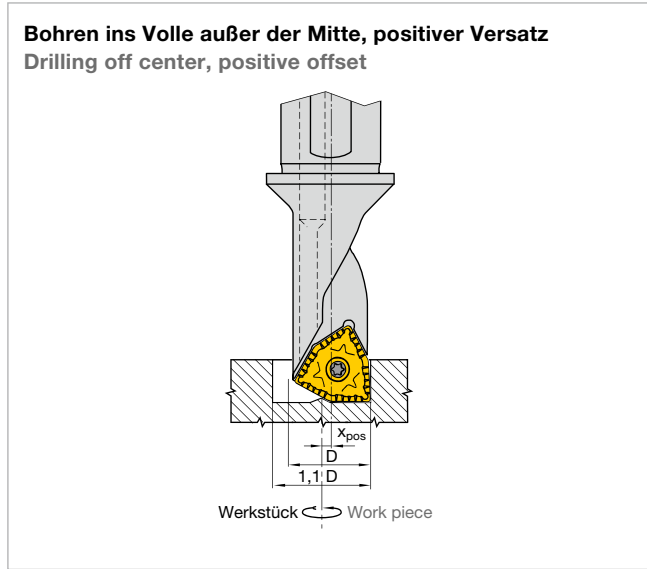 Bohren ins Volle außer der Mitte, positiver Versatz
Drilling off center, positive offset
xpos
D
1,1 D
Werkstück Work piece